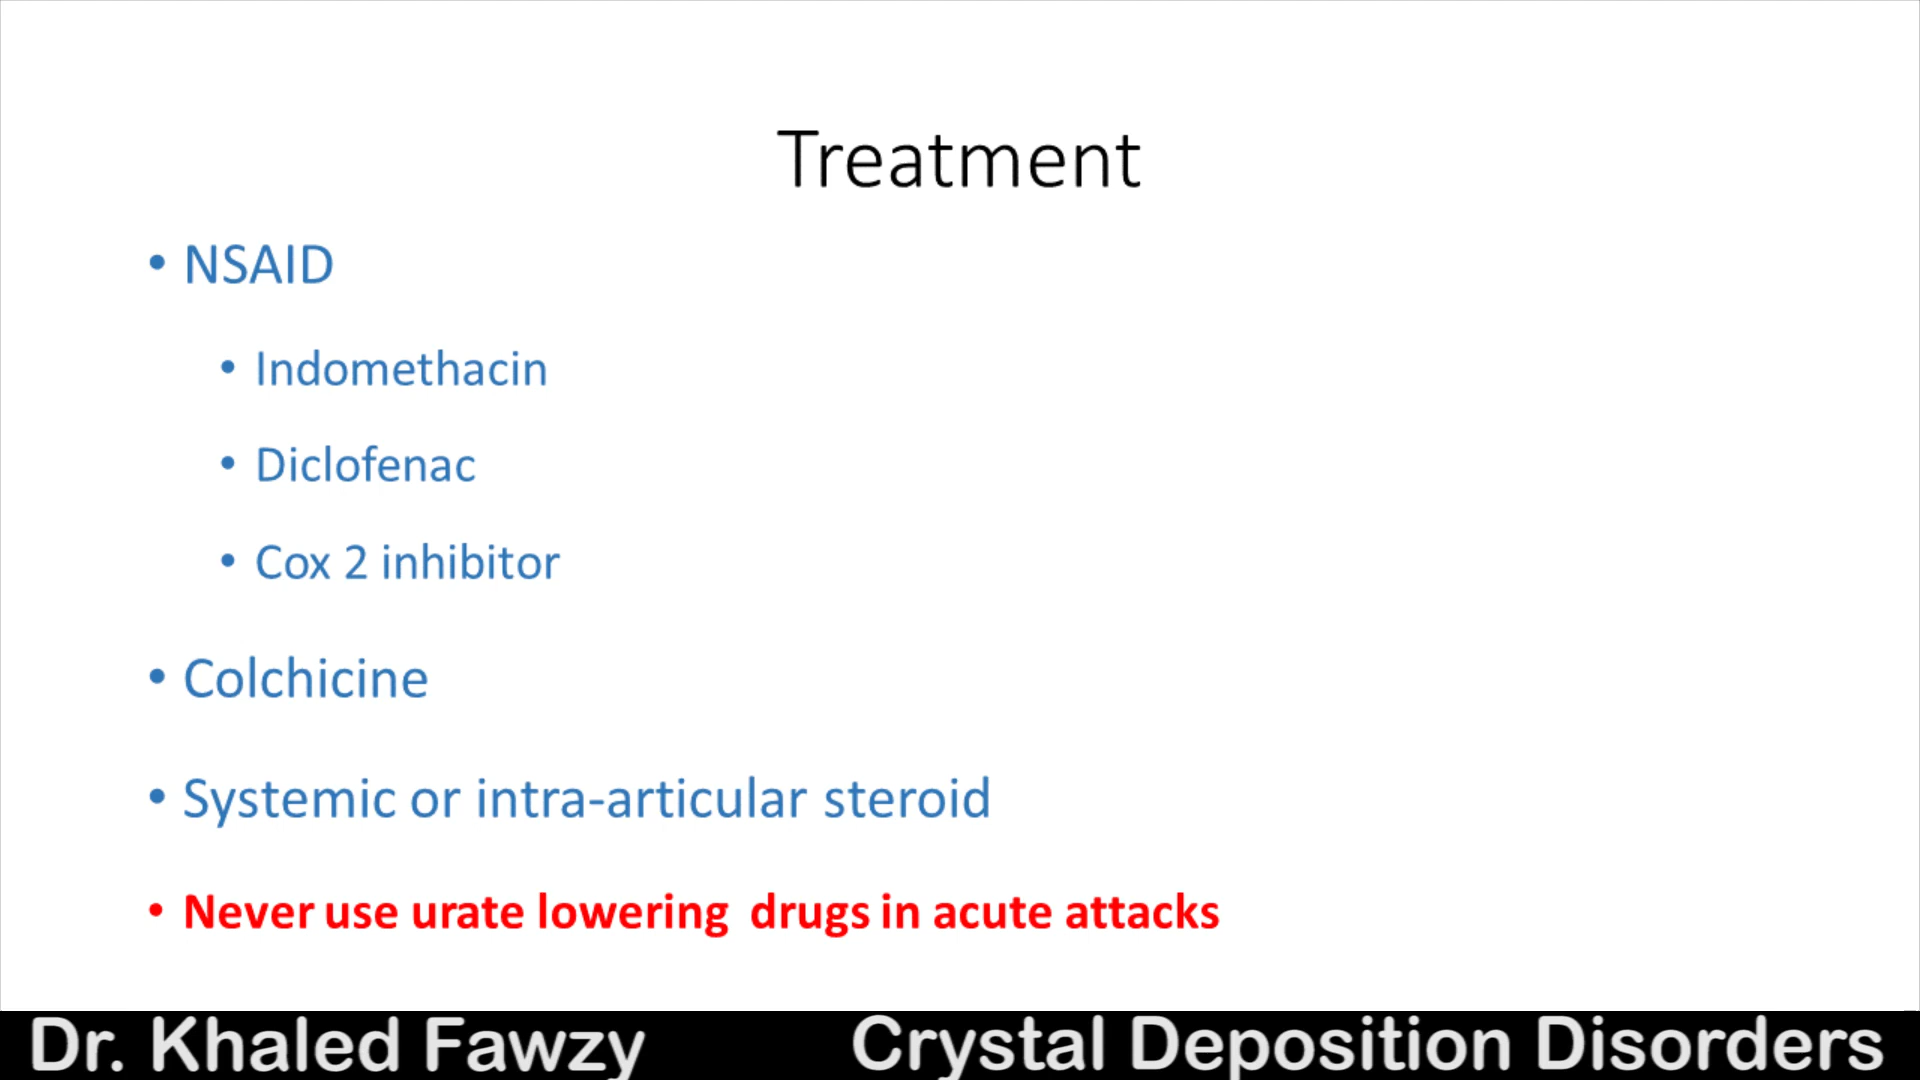 Treatment
• NSAID
• Indomethacin
• Diclofenac
• Cox 2 inhibitor
• Colchicine
• Systemic or intra-articular steroid
• Never use urate lowering  drugs in acute attacks
Dr. Khaled Fawzy Crystal Deposition Disorders